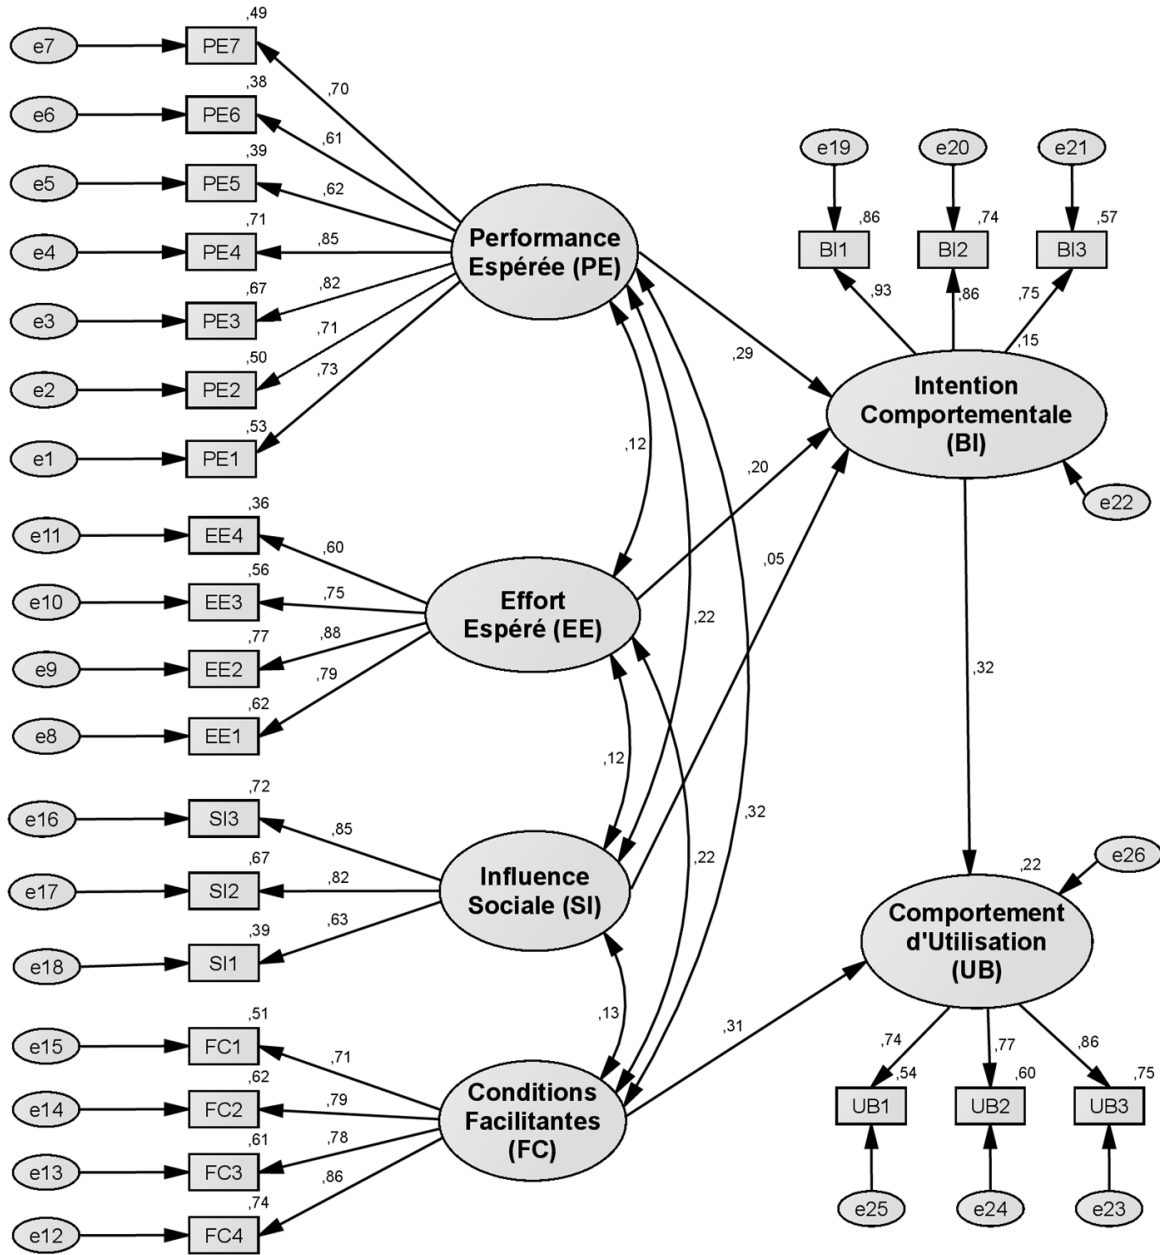 ,49
e7
PE7
,70
,38
e6
PE6
,61
,39
e5
PE5
,62
,71
e4
PE4
,85
,67
e3
PE3
,82
,50
e2
PE2
,71
,53
e1
PE1
,73
Performance
Espérée (PE)
,36
e11
EE4
,60
,56
e10
EE3
,75
,77
e9
EE2
,88
,62
e8
EE1
,79
Effort
Espéré (EE)
,72
e16
SI3
,85
,67
e17
SI2
,82
,39
e18
SI1
,63
Influence
Sociale (SI)
,51
e15
FC1
,71
,62
e14
FC2
,79
,61
e13
FC3
,78
,74
e12
FC4
,86
Conditions
Facilitantes
(FC)
,12
,22
,32
,12
,22
,13
,29
,20
,05
,31
e19
e20
e21
,86
,74
,57
BI1
BI2
BI3
,93
,86
,75
,15
Intention
Comportementale
(BI)
e22
,32
e26
,22
Comportement
d'Utilisation
(UB)
,74
,77
,86
,54
,60
,75
UB1
UB2
UB3
e25
e24
e23